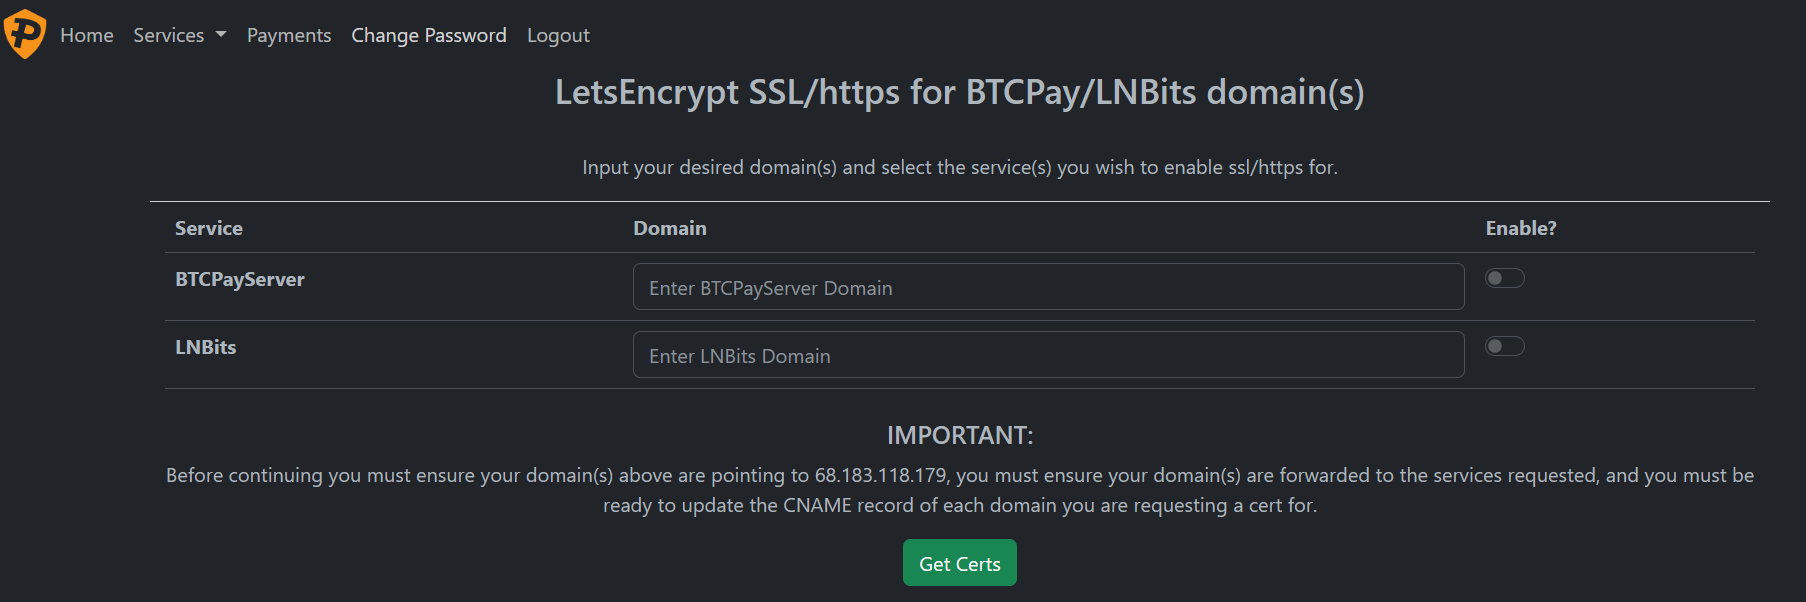 Home Services Payments Change Password Logout
LetsEncrypt SSL/https for BTCPay/LNBits domain(s)
Input your desired domain(s) and select the service(s) you wish to enable ssl/https for.
Service Domain Enable?
BTCPayServer Enter BTCPayServer Domain
LNBits Enter LNBits Domain
IMPORTANT:
Before continuing you must ensure your domain(s) above are pointing to 68.183.118.179, you must ensure your domain(s) are forwarded to the services requested, and you must be
ready to update the CNAME record of each domain you are requesting a cert for.
Get Certs